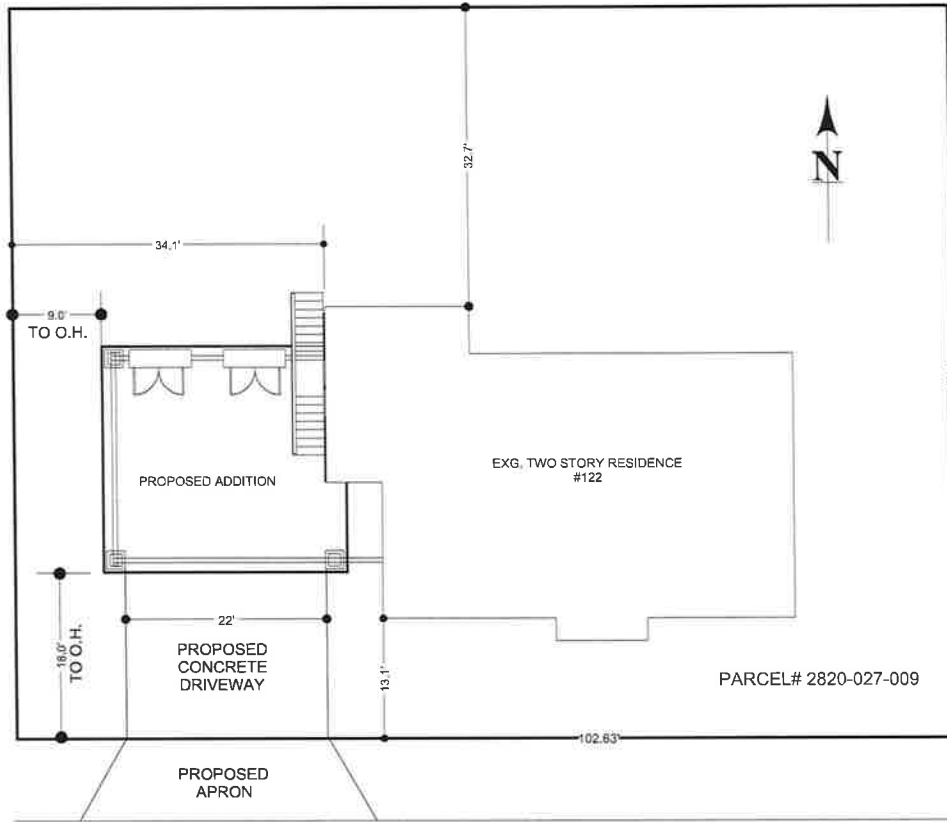 32.7'
N
34.1'
9.0'
TO O.H.
EXG. TWO STORY RESIDENCE
#122
PROPOSED ADDITION
22'
18.0'
TO O.H.
PROPOSED
CONCRETE
DRIVEWAY
13.1'
PARCEL# 2820-027-009
102.63'
PROPOSED
APRON